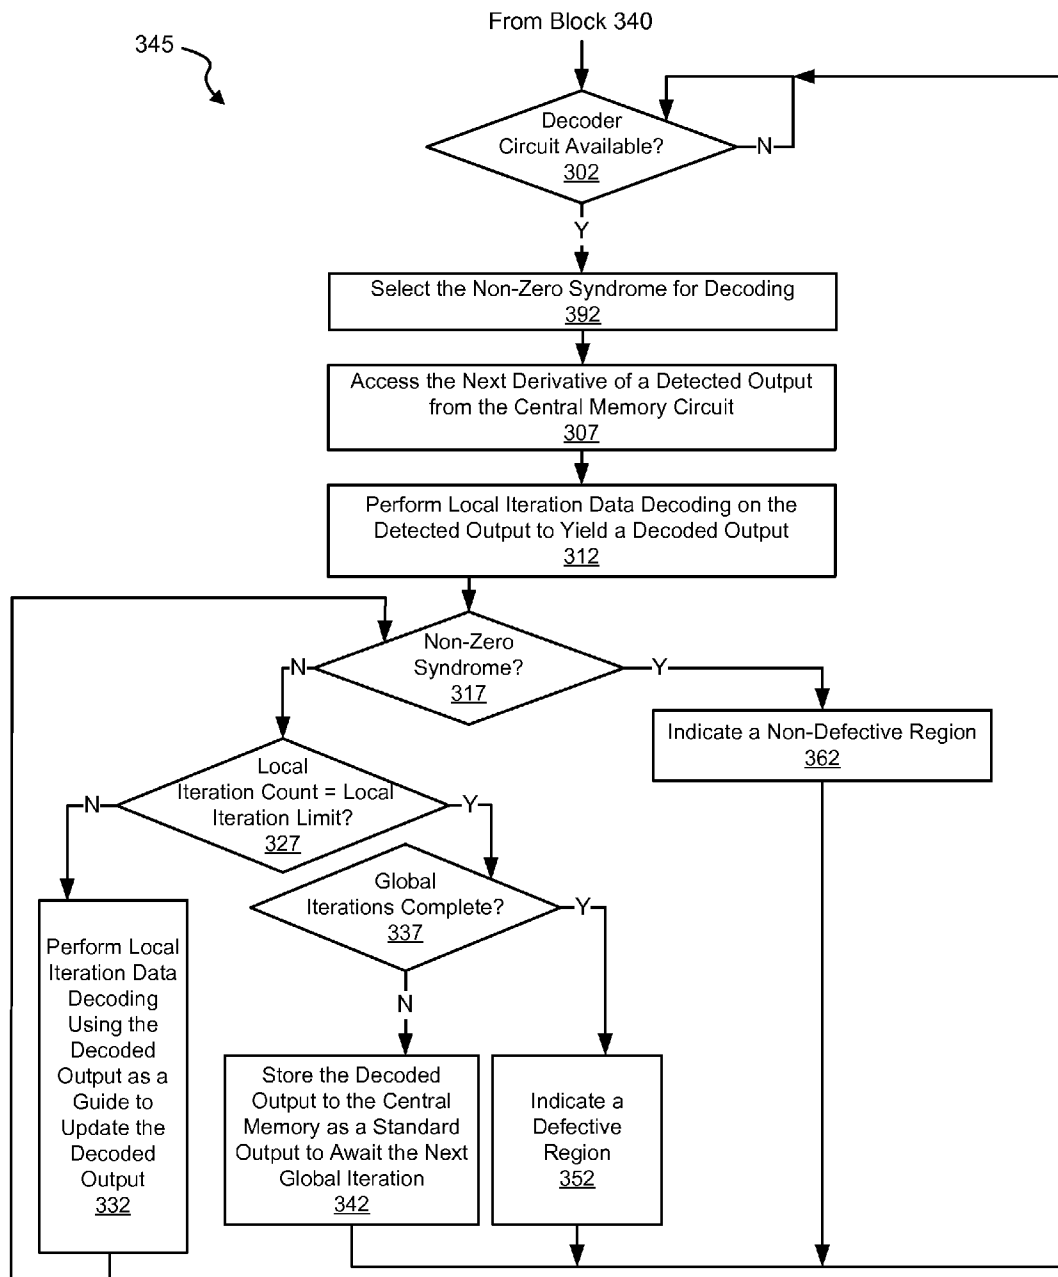 From Block 340
345
Decoder
Circuit Available?
302
N
Y
Select the Non-Zero Syndrome for Decoding
392
Access the Next Derivative of a Detected Output
from the Central Memory Circuit
307
Perform Local Iteration Data Decoding on the
Detected Output to Yield a Decoded Output
312
Non-Zero
Syndrome?
317
N
Y
Indicate a Non-Defective Region
362
Local
Iteration Count = Local
Iteration Limit?
327
N
Y
Global
Iterations Complete?
337
Y
N
Perform Local
Iteration Data
Decoding
Using the
Decoded
Output as a
Guide to
Update the
Decoded
Output
332
Store the Decoded
Output to the Central
Memory as a Standard
Output to Await the Next
Global Iteration
342
Indicate a
Defective
Region
352